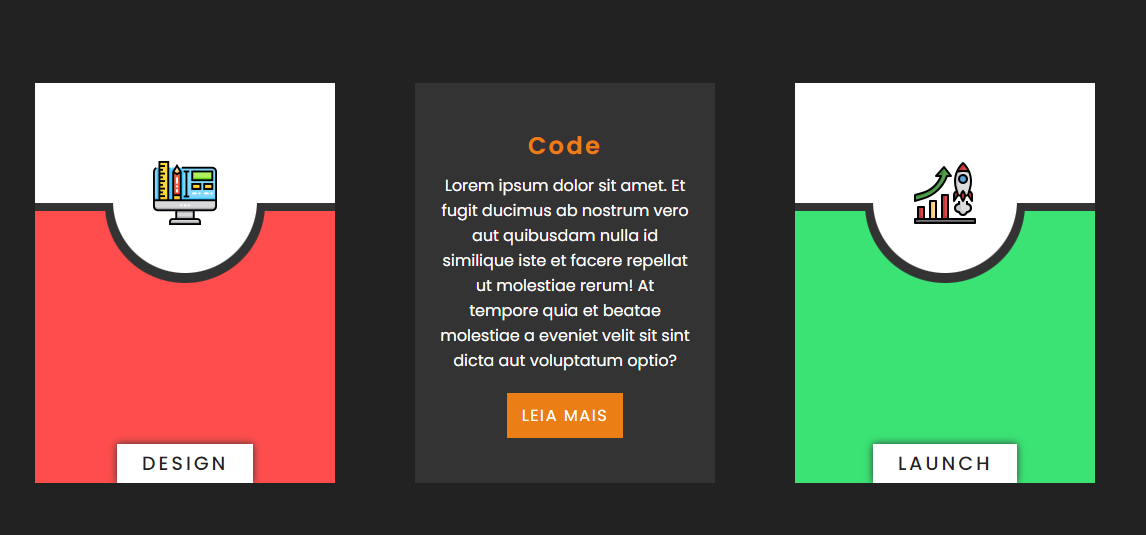 Code
Lorem ipsum dolor sit amet. Et
fugit ducimus ab nostrum vero
aut quibusdam nulla id
similique iste et facere repellat
ut molestiae rerum! At
tempore quia et beatae
molestiae a eveniet velit sit sint
dicta aut voluptatum optio?
LEIA MAIS
DESIGN
LAUNCH